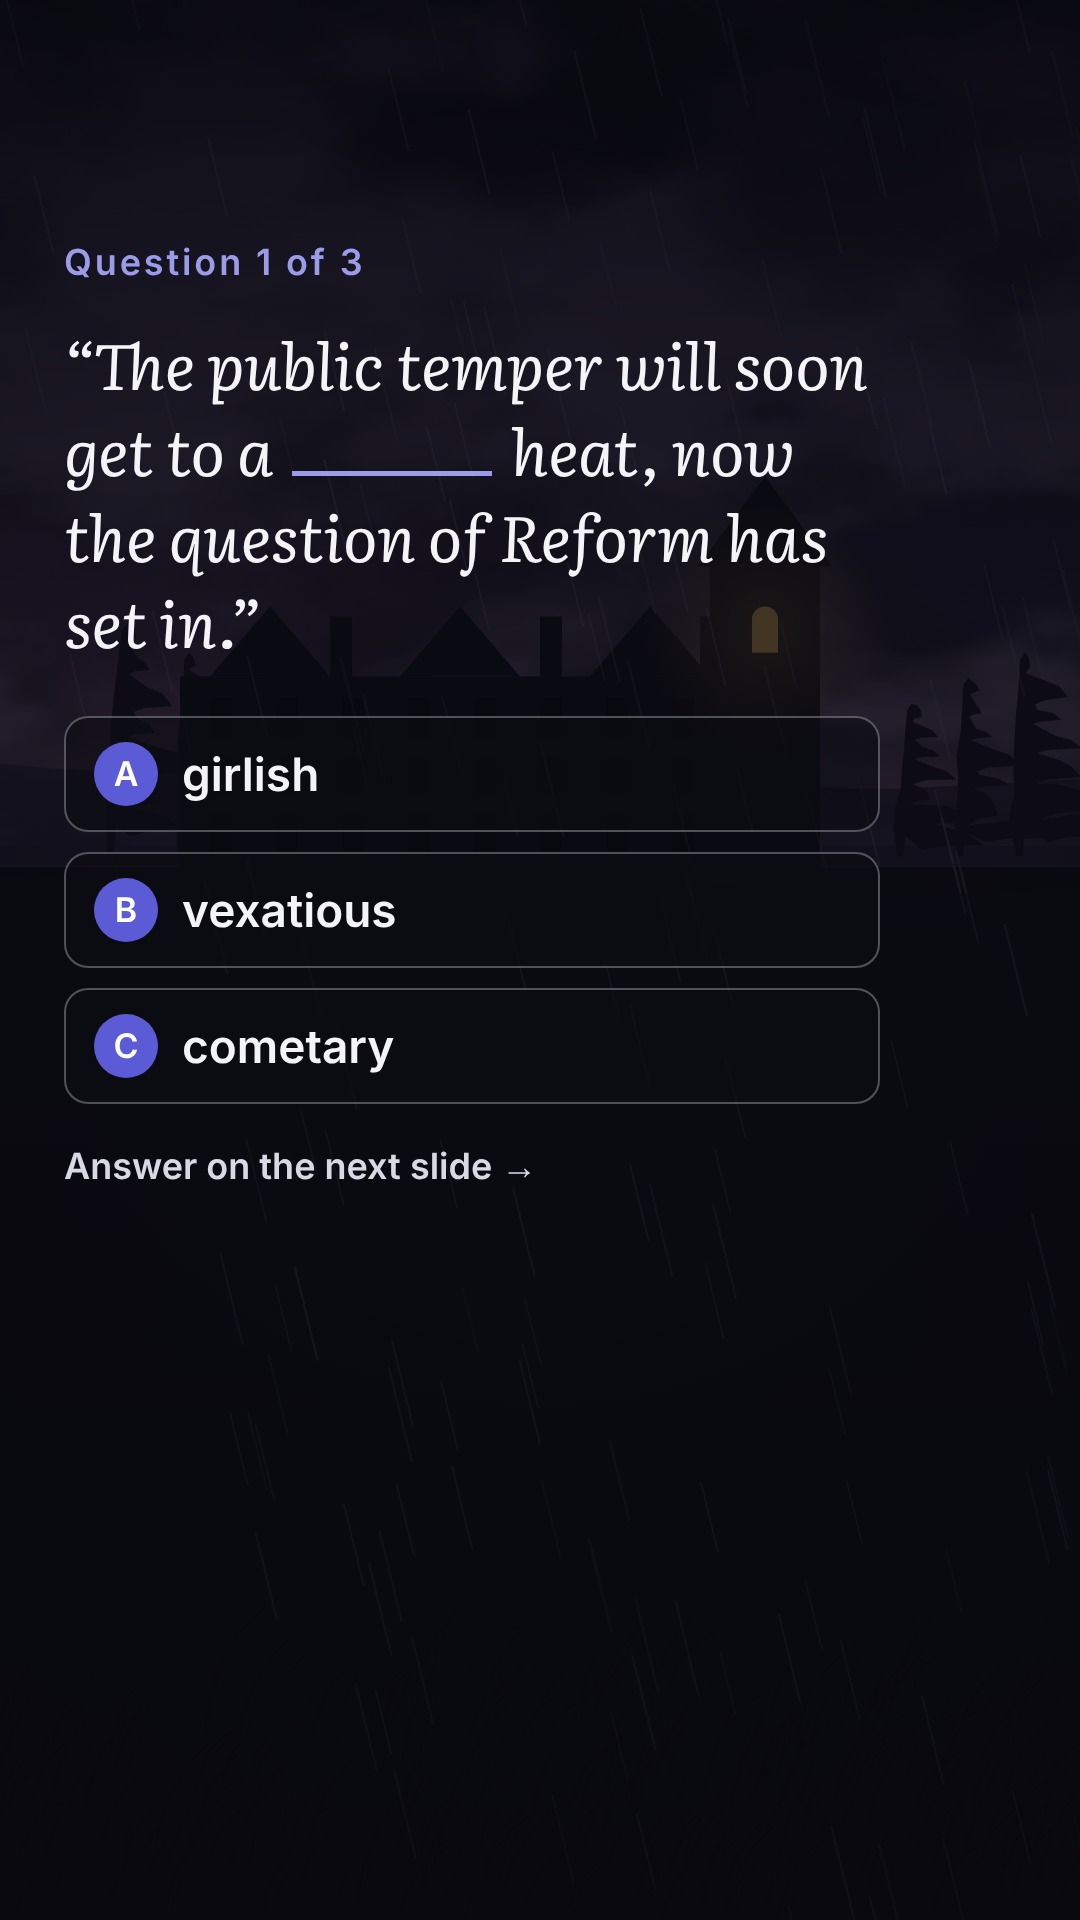 Question 1 of 3
“The public temper will soon
get to a ______ heat, now
the question of Reform has
set in.”
A girlish
B vexatious
C cometary
Answer on the next slide →